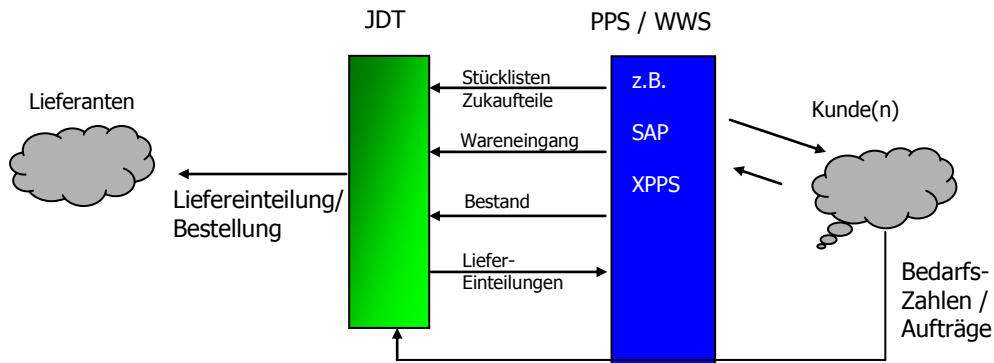 JDT
PPS / WWS
Lieferanten
Liefereinteilung/
Bestellung
Stücklisten
Zukaufteile
Wareneingang
Bestand
Liefer-
Einteilungen
z.B.
SAP
XPPS
Kunde(n)
Bedarfs-
Zahlen /
Aufträge